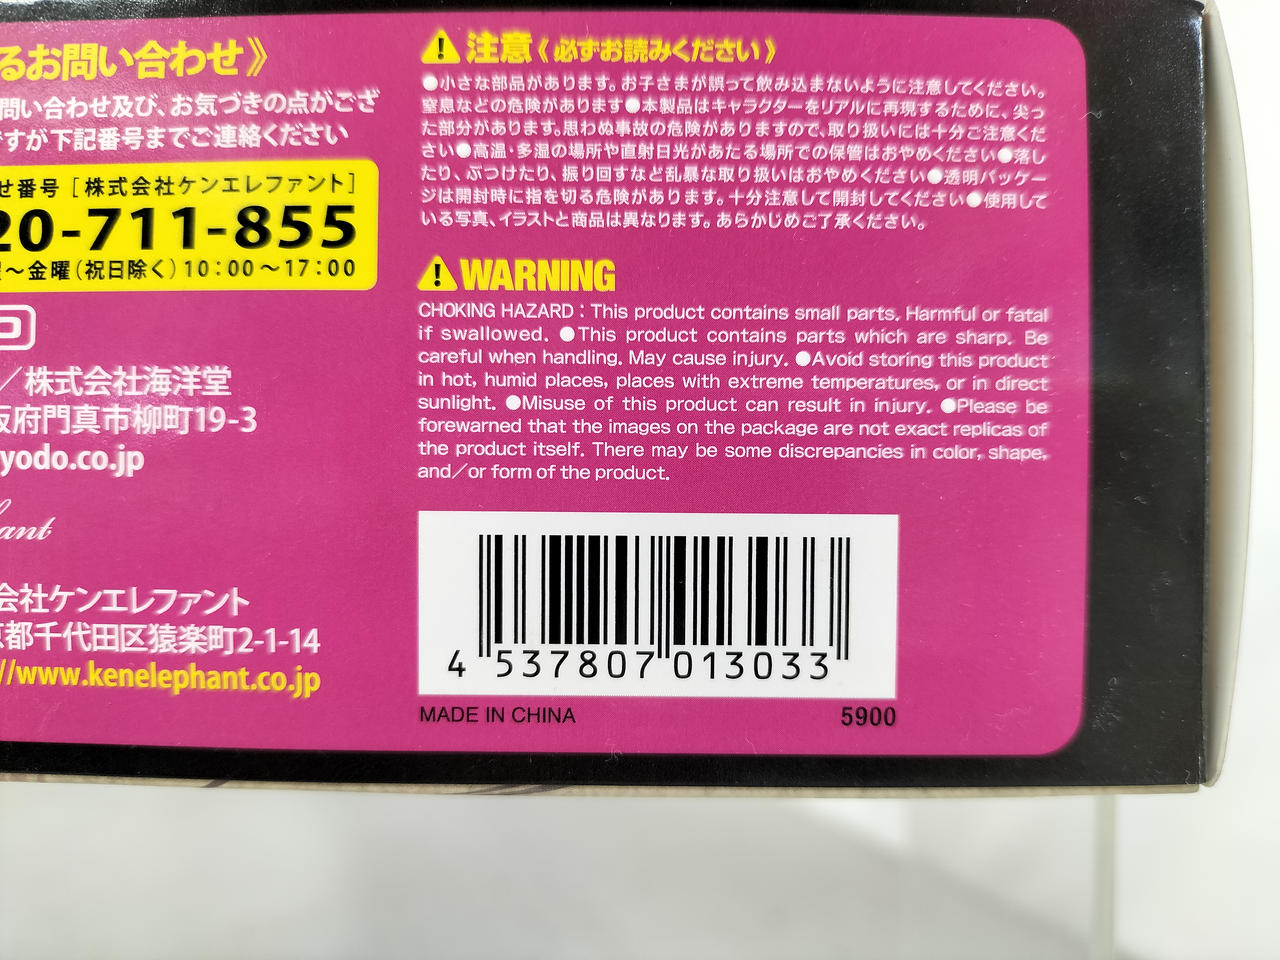 るお問い合わせ》
問い合わせ及び、お気づきの点がござ
ですが下記番号までご連絡ください
せ番号［株式会社ケンエレファント］
20-711-855
曜～金曜(祝日除く)10:00～17:00
／株式会社海洋堂
阪府門真市柳町19-3
yodo.co.jp
hant
会社ケンエレファント
京都千代田区猿楽町2-1-14
//www.kenelephant.co.jp
注意《必ずお読みください》
●小さな部品があります。お子さまが誤って飲み込まないように注意してください。
窒息などの危険があります●本製品はキャラクターをリアルに再現するために、尖っ
た部分があります。思わぬ事故の危険がありますので、取り扱いには十分ご注意くだ
さい●高温・多湿の場所や直射日光があたる場所での保管はおやめください●落し
たり、ぶつけたり、振り回すなど乱暴な取り扱いはおやめください●透明パッケー
ジは開封時に指を切る危険があります。十分注意して開封してください●使用して
いる写真、イラストと商品は異なります。あらかじめご了承ください。
WARNING
CHOKING HAZARD：This product contains small parts. Harmful or fatal
if swallowed. ●This product contains parts which are sharp. Be
careful when handling. May cause injury. ●Avoid storing this product
in hot, humid places, places with extreme temperatures, or in direct
sunlight. ●Misuse of this product can result in injury. ●Please be
forewarned that the images on the package are not exact replicas of
the product itself. There may be some discrepancies in color, shape,
and／or form of the product.
4 537807 013033
MADE IN CHINA 5900